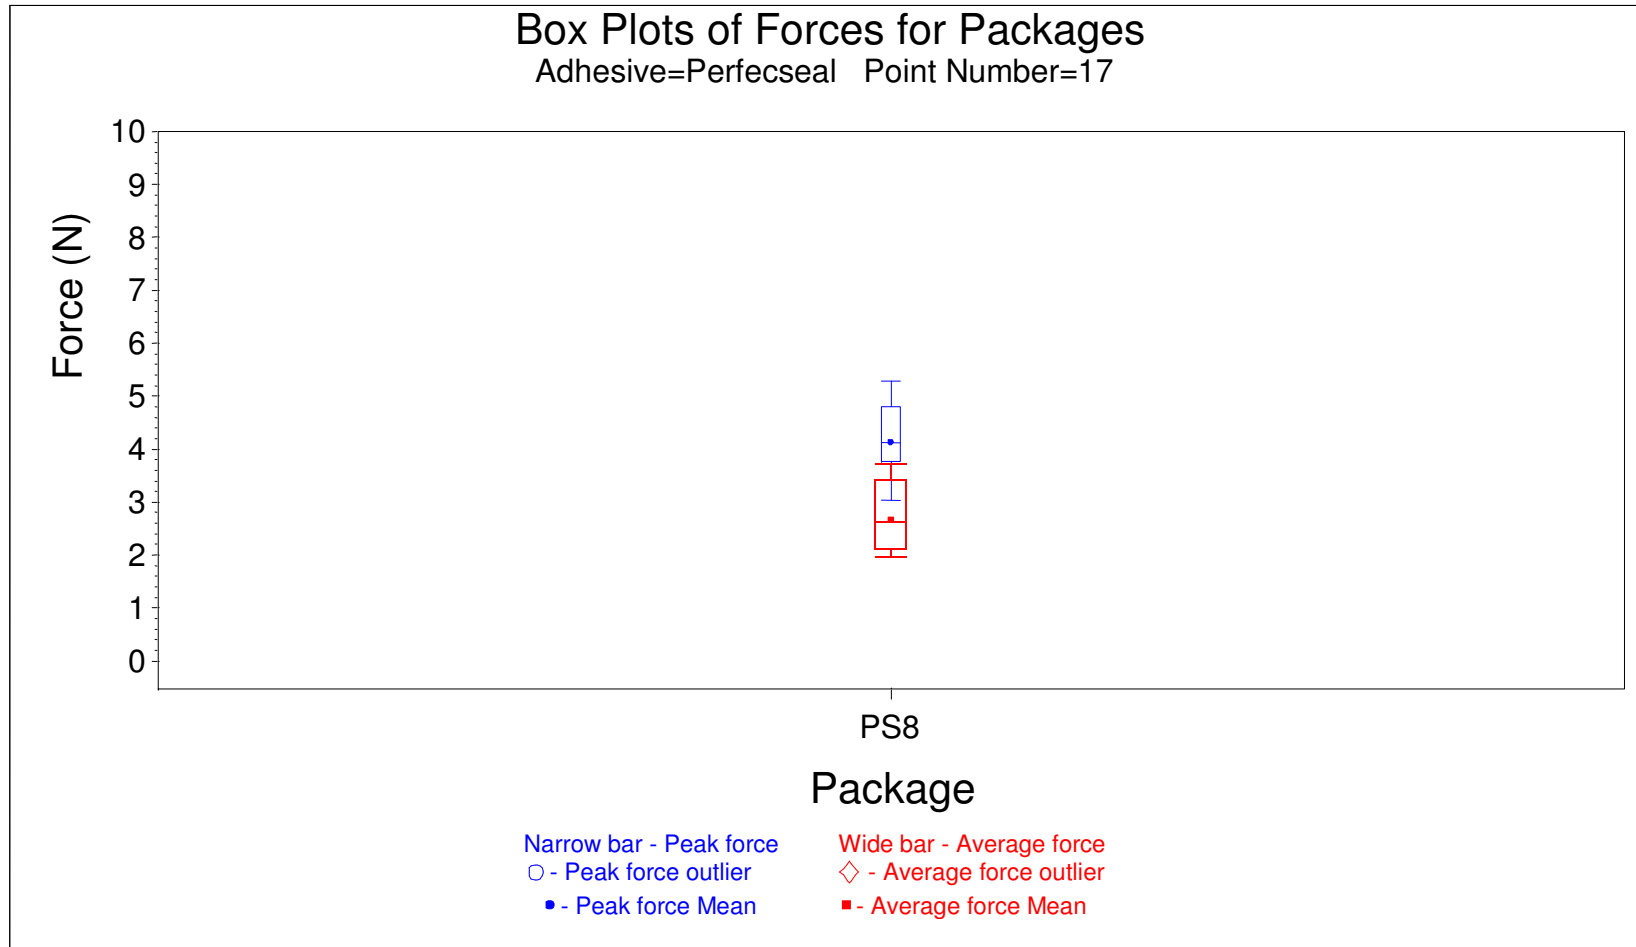 Box Plots of Forces for Packages
Adhesive=Perfecseal Point Number=17
10
9
8
7
6
5
4
3
2
1
0
Force (N)
PS8
Package
Narrow bar - Peak force Wide bar - Average force
- Peak force outlier - Average force outlier
- Peak force Mean - Average force Mean